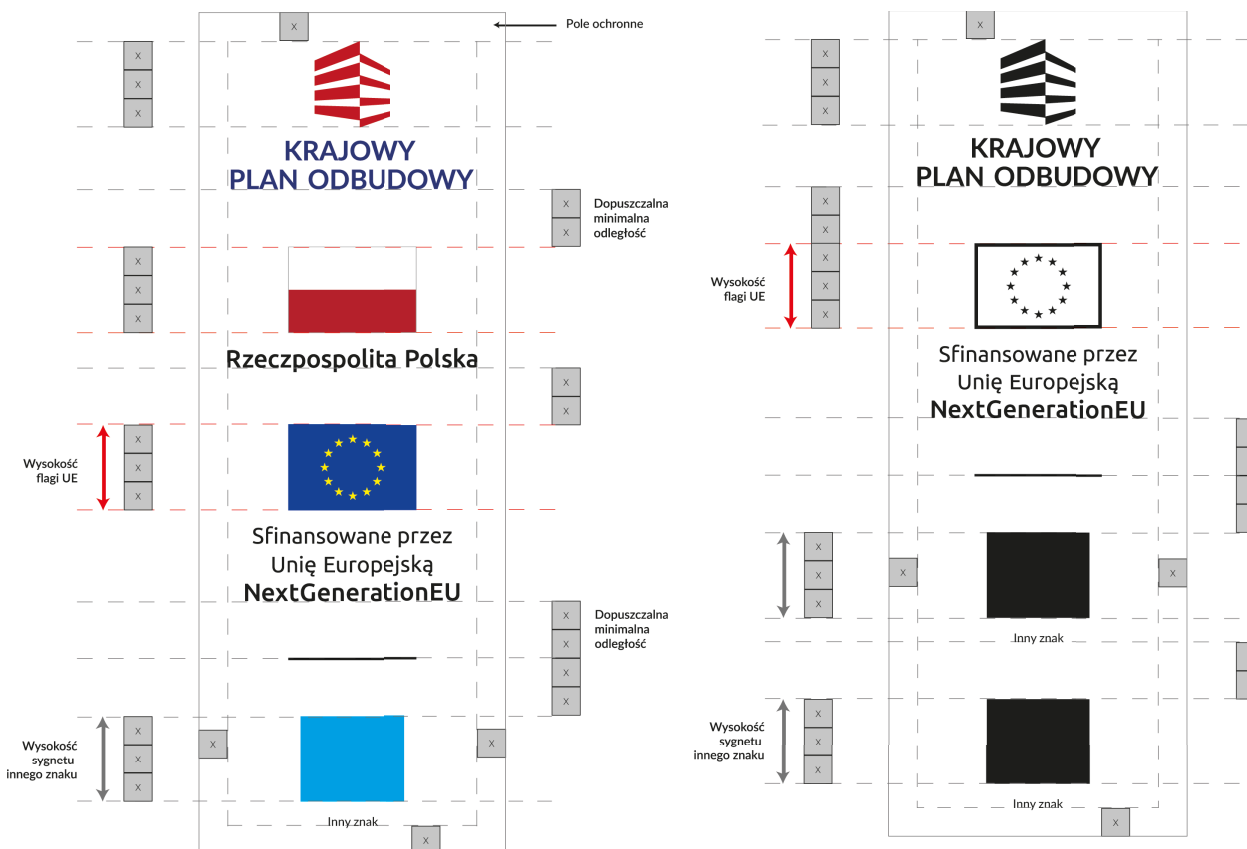 X
Pole ochronne
X
X
X
KRAJOWY
PLAN ODBUDOWY
X
X
Dopuszczalna
minimalna
odległość
X
X
X
Rzeczpospolita Polska
X
X
Wysokość
flagi UE
X
X
X
Sfinansowane przez
Unię Europejską
NextGenerationEU
X
X
X
X
Dopuszczalna
minimalna
odległość
Wysokość
sygnetu
innego znaku
X
X
X
X
X
Inny znak
X
X
X
X
X
KRAJOWY
PLAN ODBUDOWY
X
X
X
X
X
Wysokość
flagi UE
Sfinansowane przez
Unię Europejską
NextGenerationEU
X
X
X
X
X
Inny znak
Wysokość
sygnetu
innego znaku
X
X
X
Inny znak
X